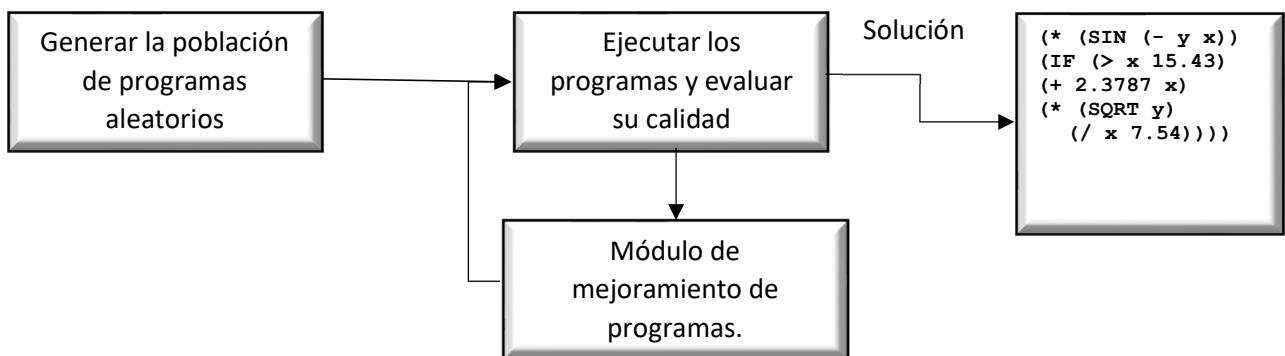 Generar la población
de programas
aleatorios
Ejecutar los
programas y evaluar
su calidad
Solución
(* (SIN (- y x))
(IF (> x 15.43)
(+ 2.3787 x)
(* (SQRT y)
(/ x 7.54))))
Módulo de
mejoramiento de
programas.